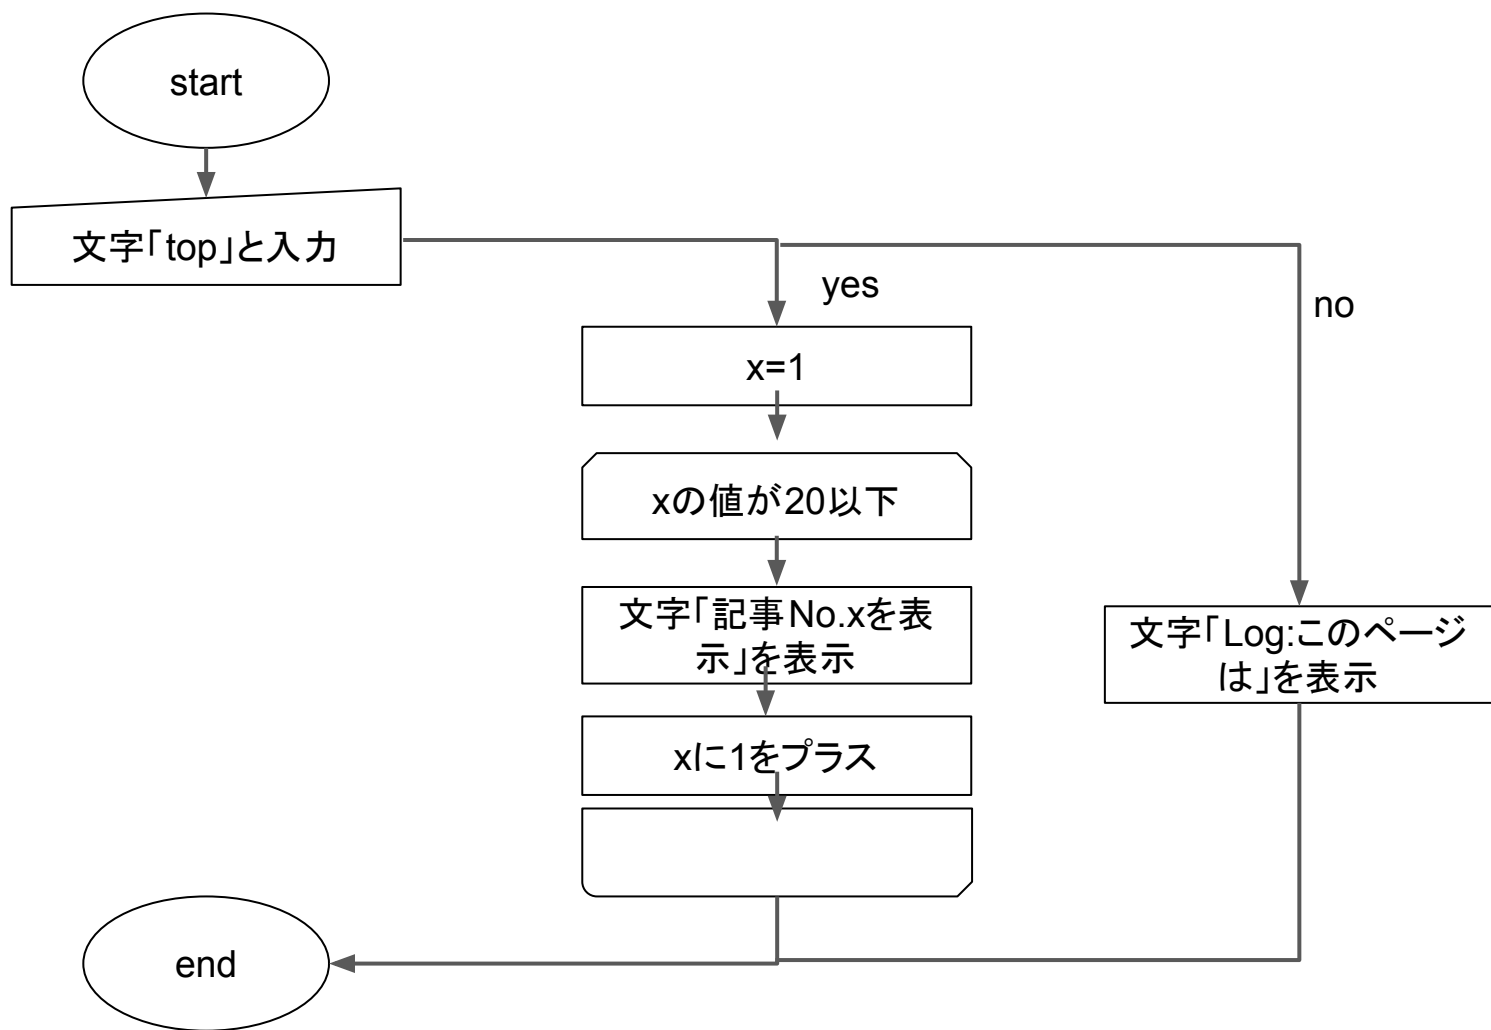 start
文字「top」と入力
yes
no
x=1
xの値が20以下
文字「記事No.xを表
示」を表示
文字「Log:このページ
は」を表示
xに1をプラス
end